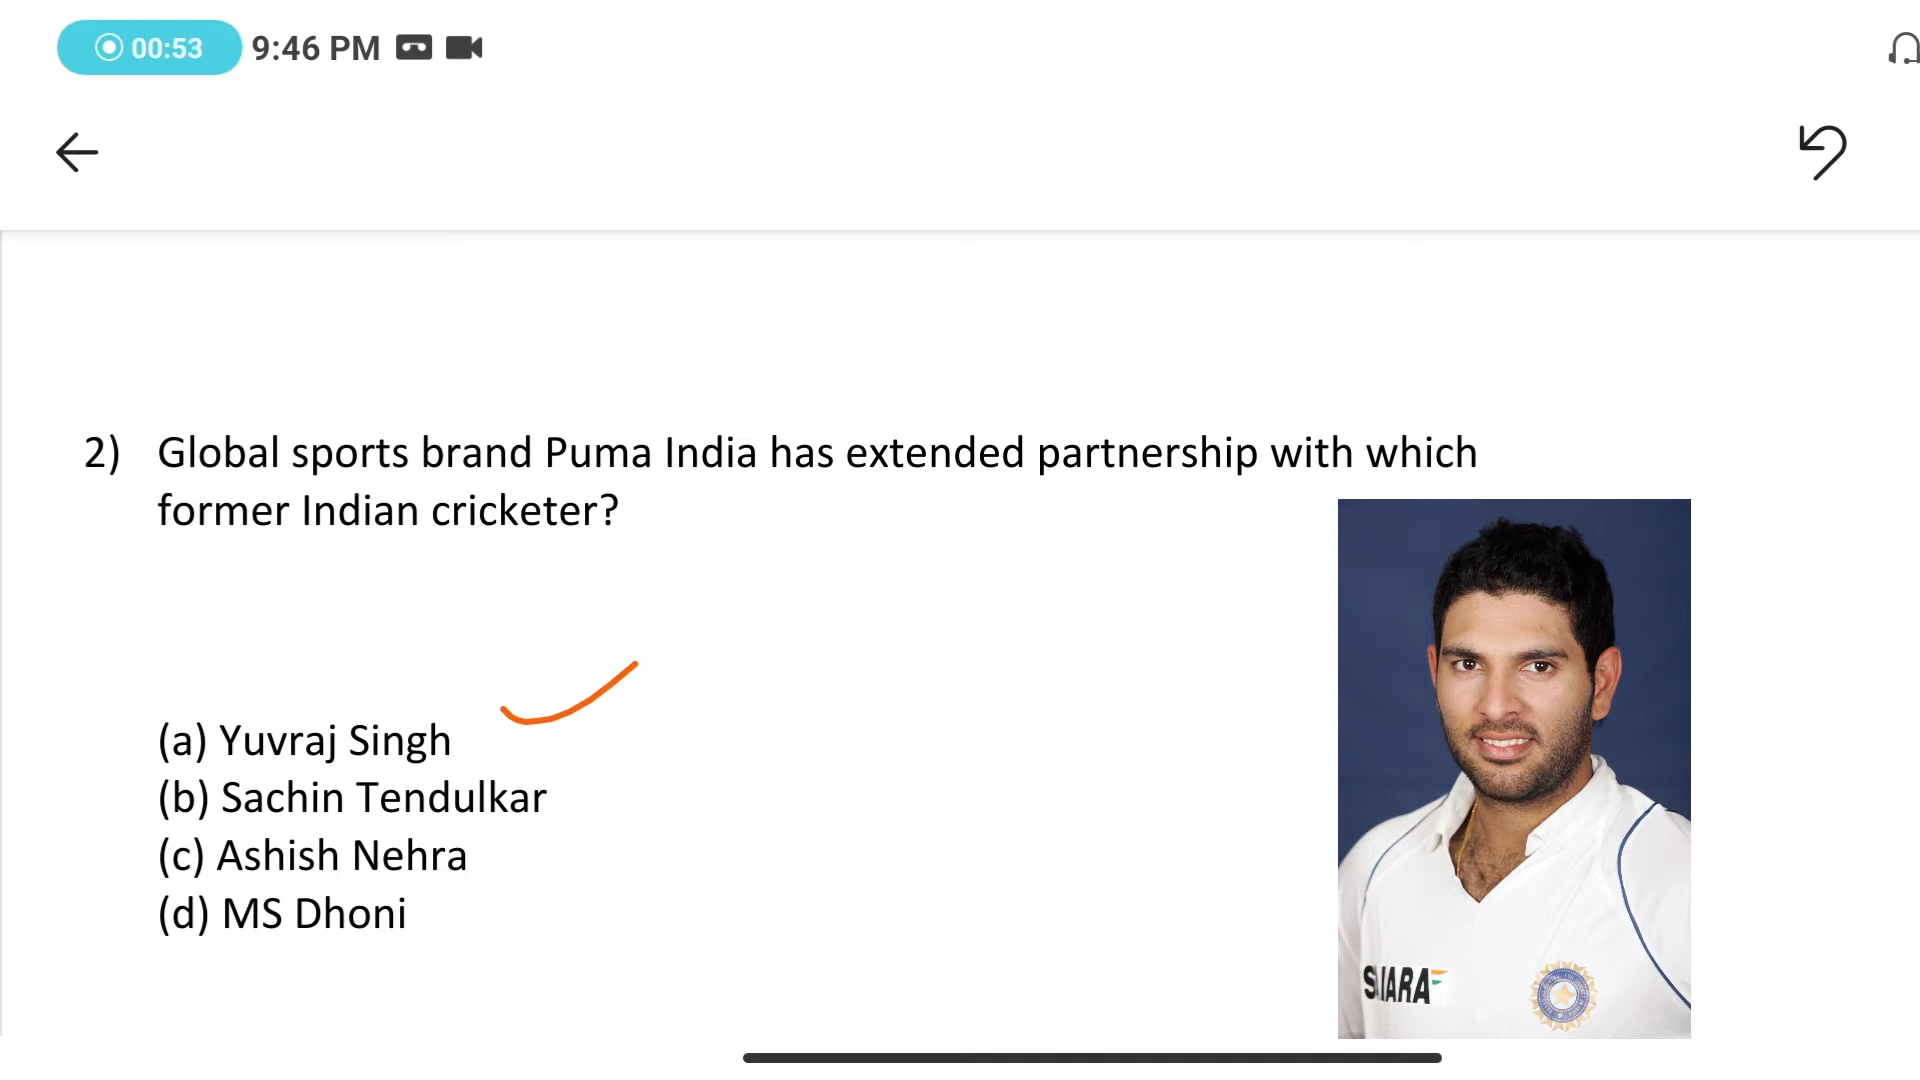 00:53 9:46 PM
2) Global sports brand Puma India has extended partnership with which
former Indian cricketer?
(a) Yuvraj Singh
(b) Sachin Tendulkar
(c) Ashish Nehra
(d) MS Dhoni